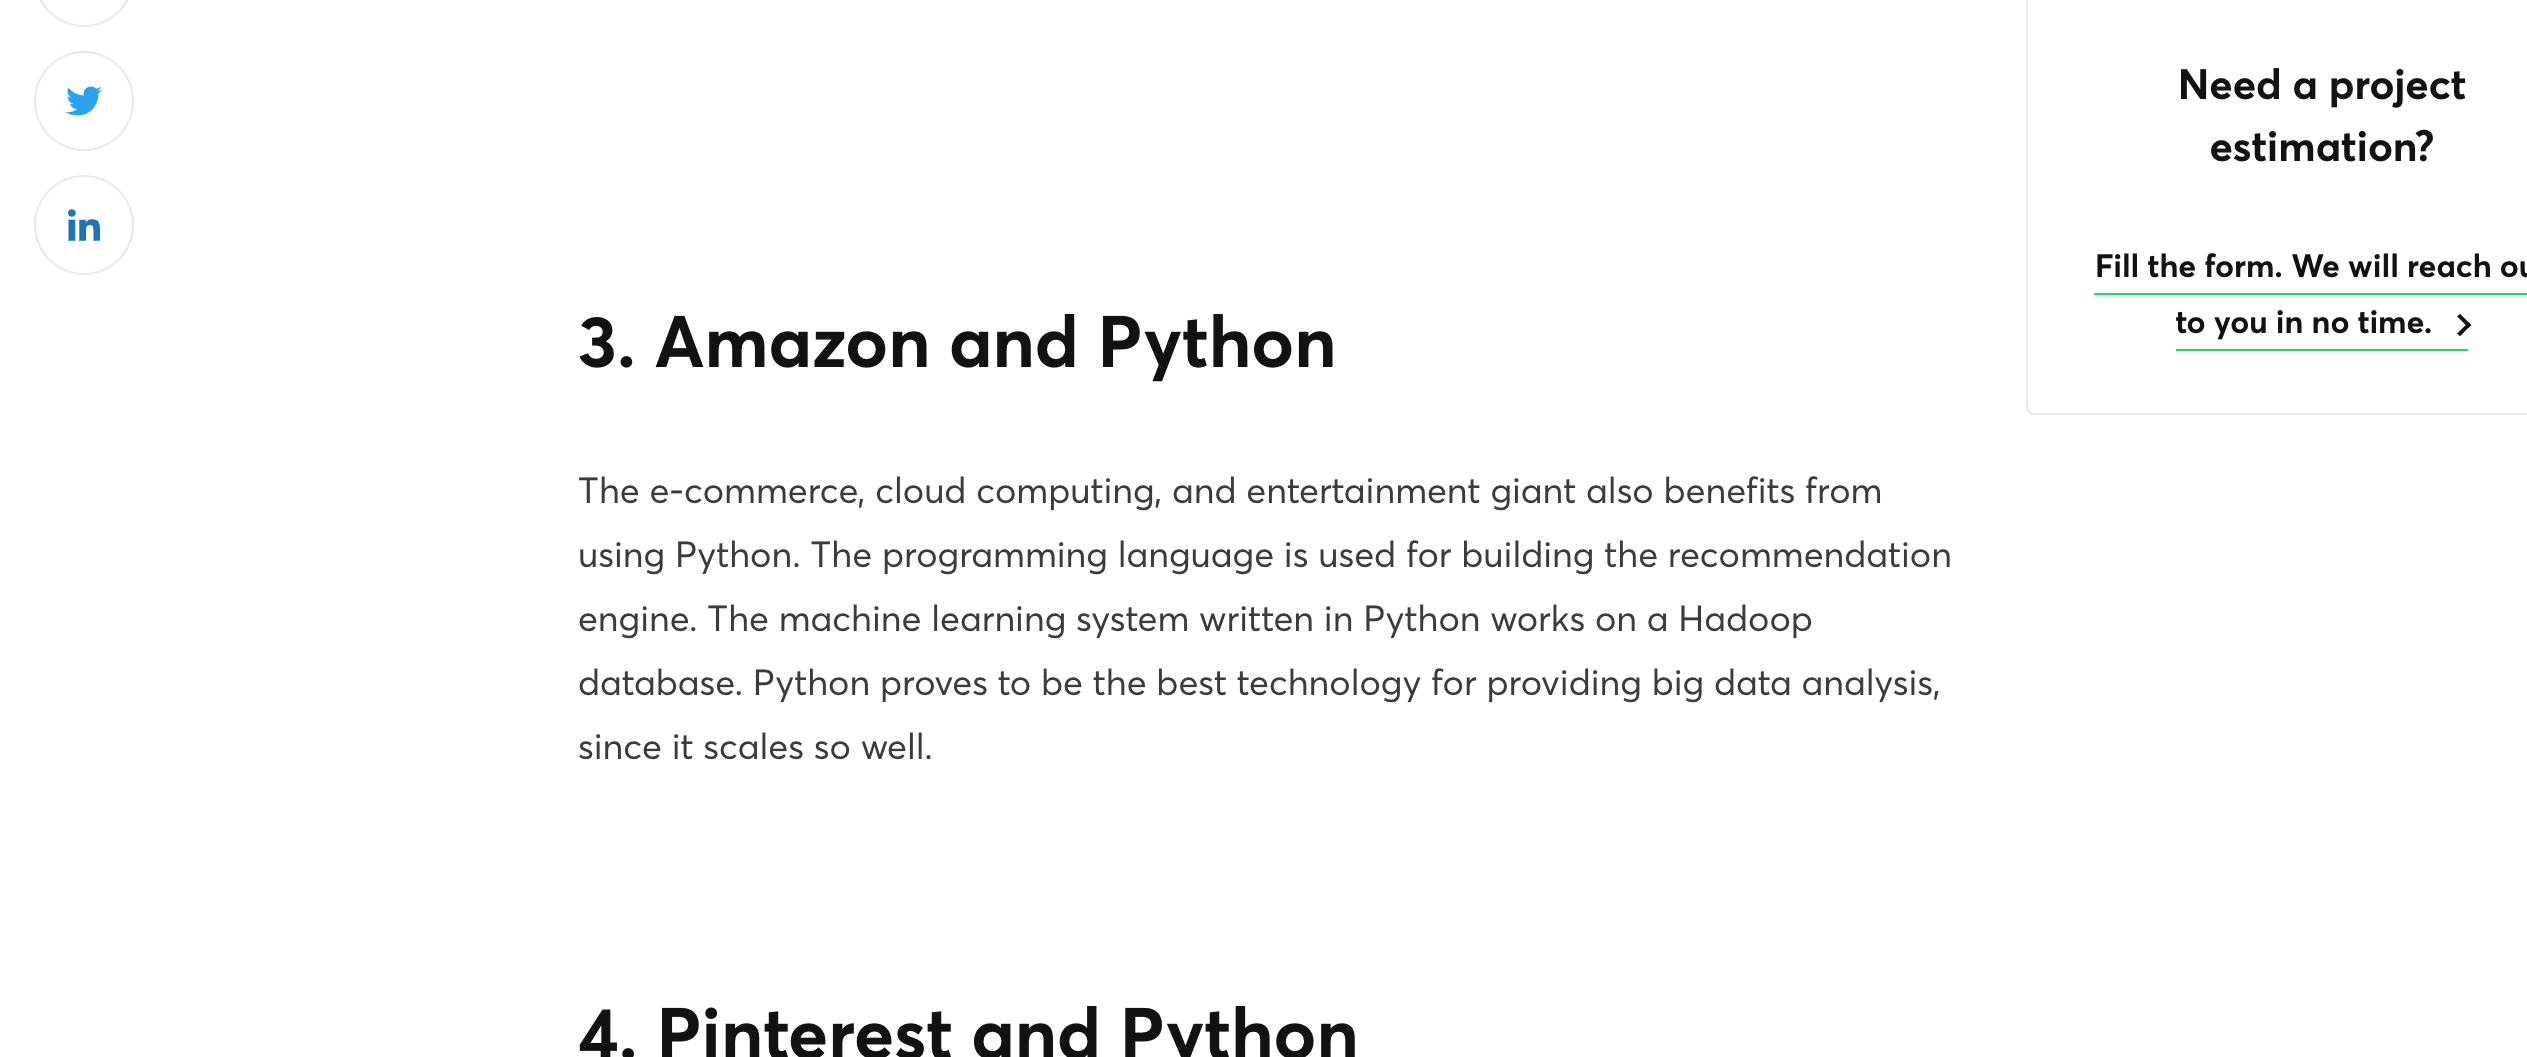 3. Amazon and Python
The e-commerce, cloud computing, and entertainment giant also benefits from
using Python. The programming language is used for building the recommendation
engine. The machine learning system written in Python works on a Hadoop
database. Python proves to be the best technology for providing big data analysis,
since it scales so well.
4. Pinterest and Python
Need a project
estimation?
Fill the form. We will reach
to you in no time.
in